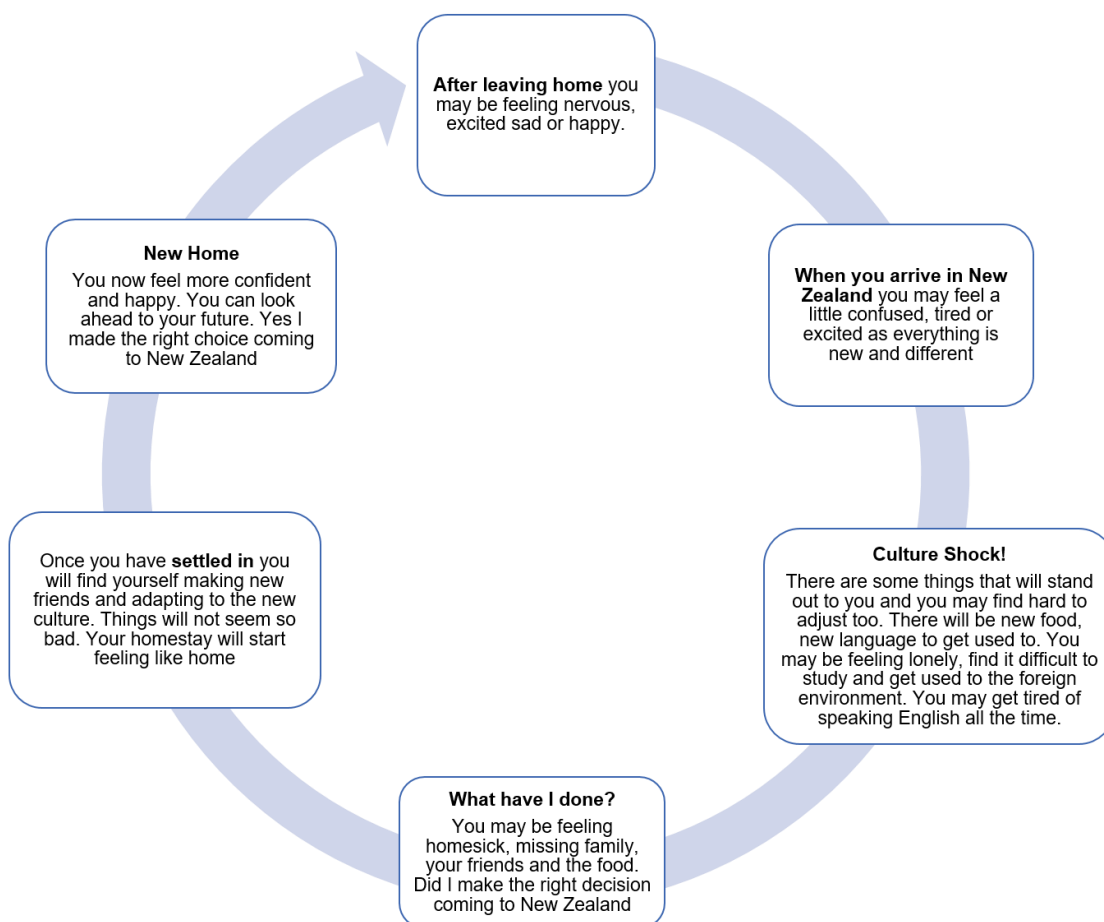 After leaving home you
may be feeling nervous,
excited sad or happy.
When you arrive in New
Zealand you may feel a
little confused, tired or
excited as everything is
new and different
Culture Shock!
There are some things that will stand
out to you and you may find hard to
adjust too. There will be new food,
new language to get used to. You
may be feeling lonely, find it difficult to
study and get used to the foreign
environment. You may get tired of
speaking English all the time.
What have I done?
You may be feeling
homesick, missing family,
your friends and the food.
Did I make the right decision
coming to New Zealand
Once you have settled in you
will find yourself making new
friends and adapting to the new
culture. Things will not seem so
bad. Your homestay will start
feeling like home
New Home
You now feel more confident
and happy. You can look
ahead to your future. Yes I
made the right choice coming
to New Zealand